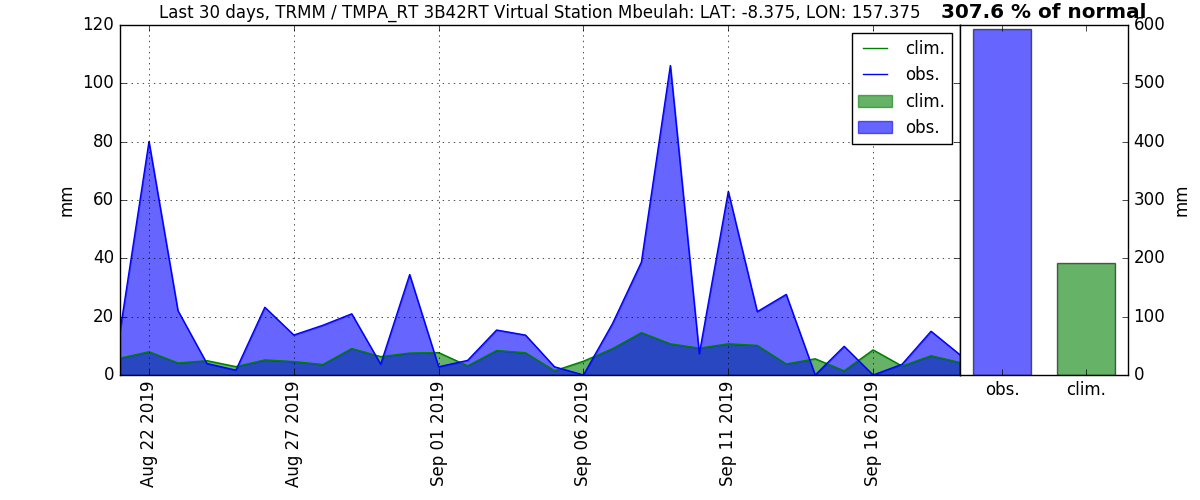 Last 30 days, TRMM / TMPA_RT 3B42RT Virtual Station Mbeulah: LAT: -8.375, LON: 157.375
307.6 % of normal
120
100
80
60
40
20
0
mm
clim.
obs.
clim.
obs.
Aug 22 2019
Aug 27 2019
Sep 01 2019
Sep 06 2019
Sep 11 2019
Sep 16 2019
600
500
400
300
200
100
0
mm
obs.
clim.